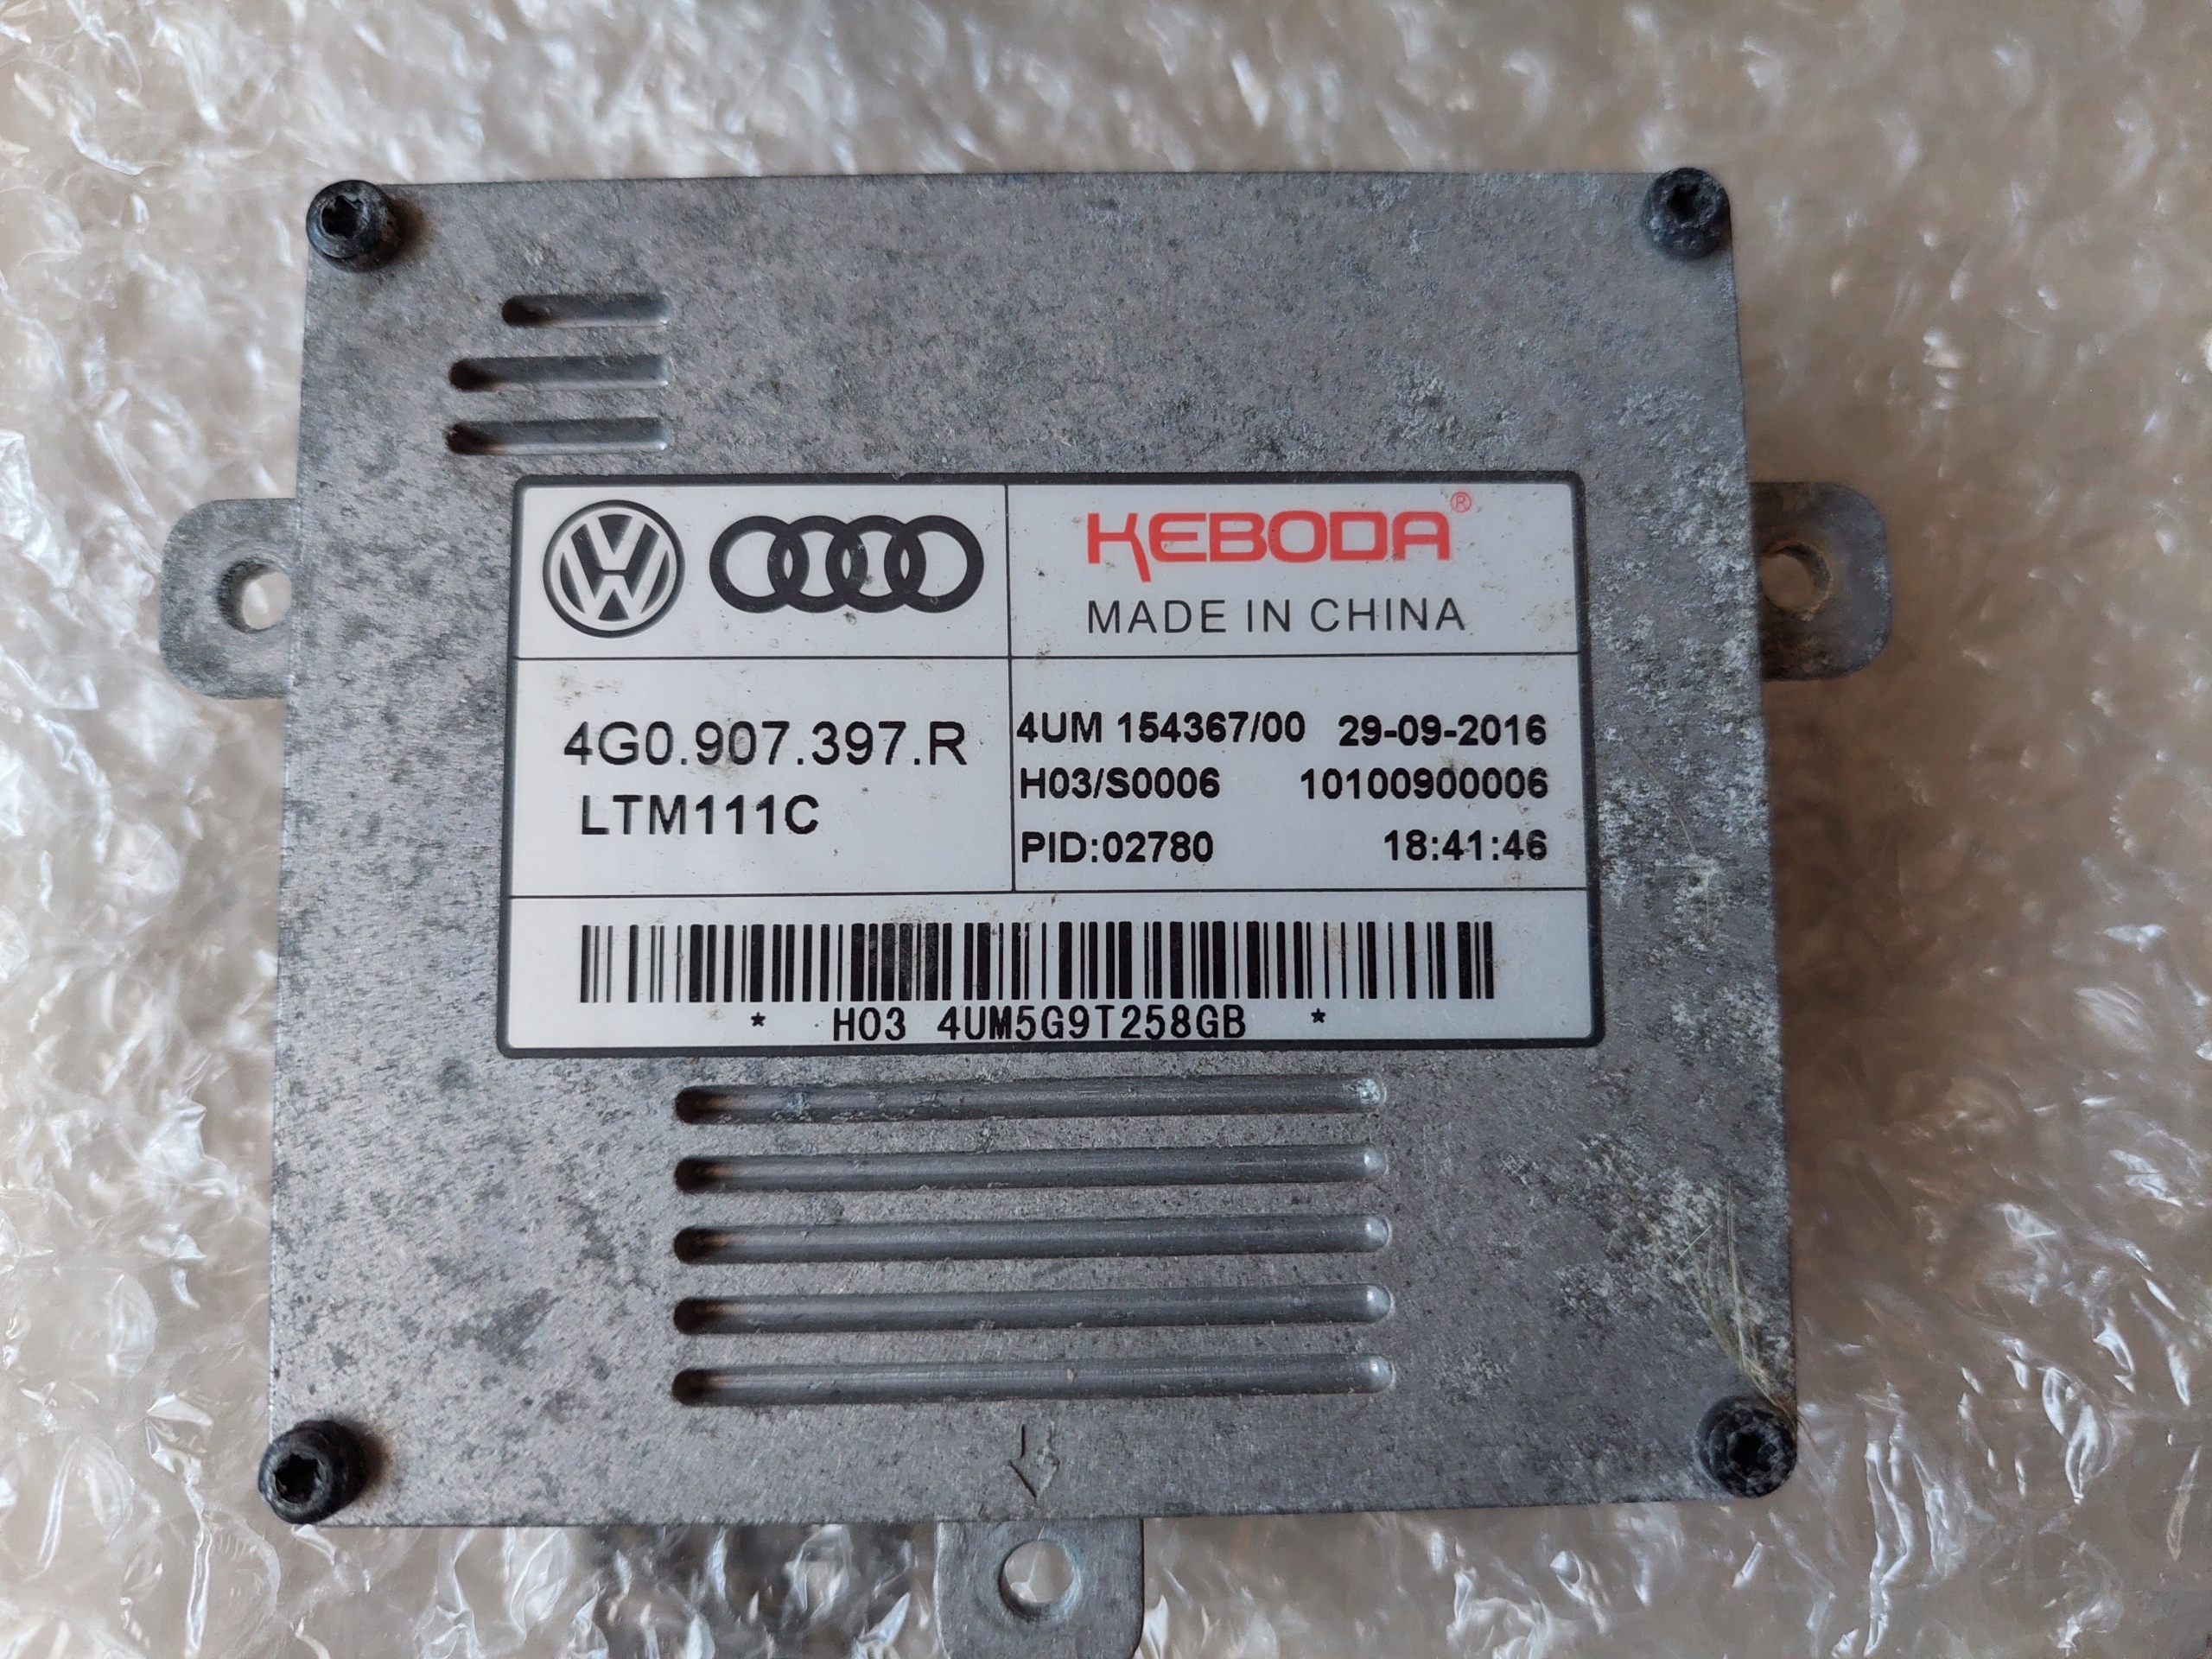 KEBODA®
MADE IN CHINA
4G0.907.397.R
LTM111C
4UM 154367/00 29-09-2016
H03/S0006 10100900006
PID:02780 18:41:46
* H03 4UM5G9T258GB *